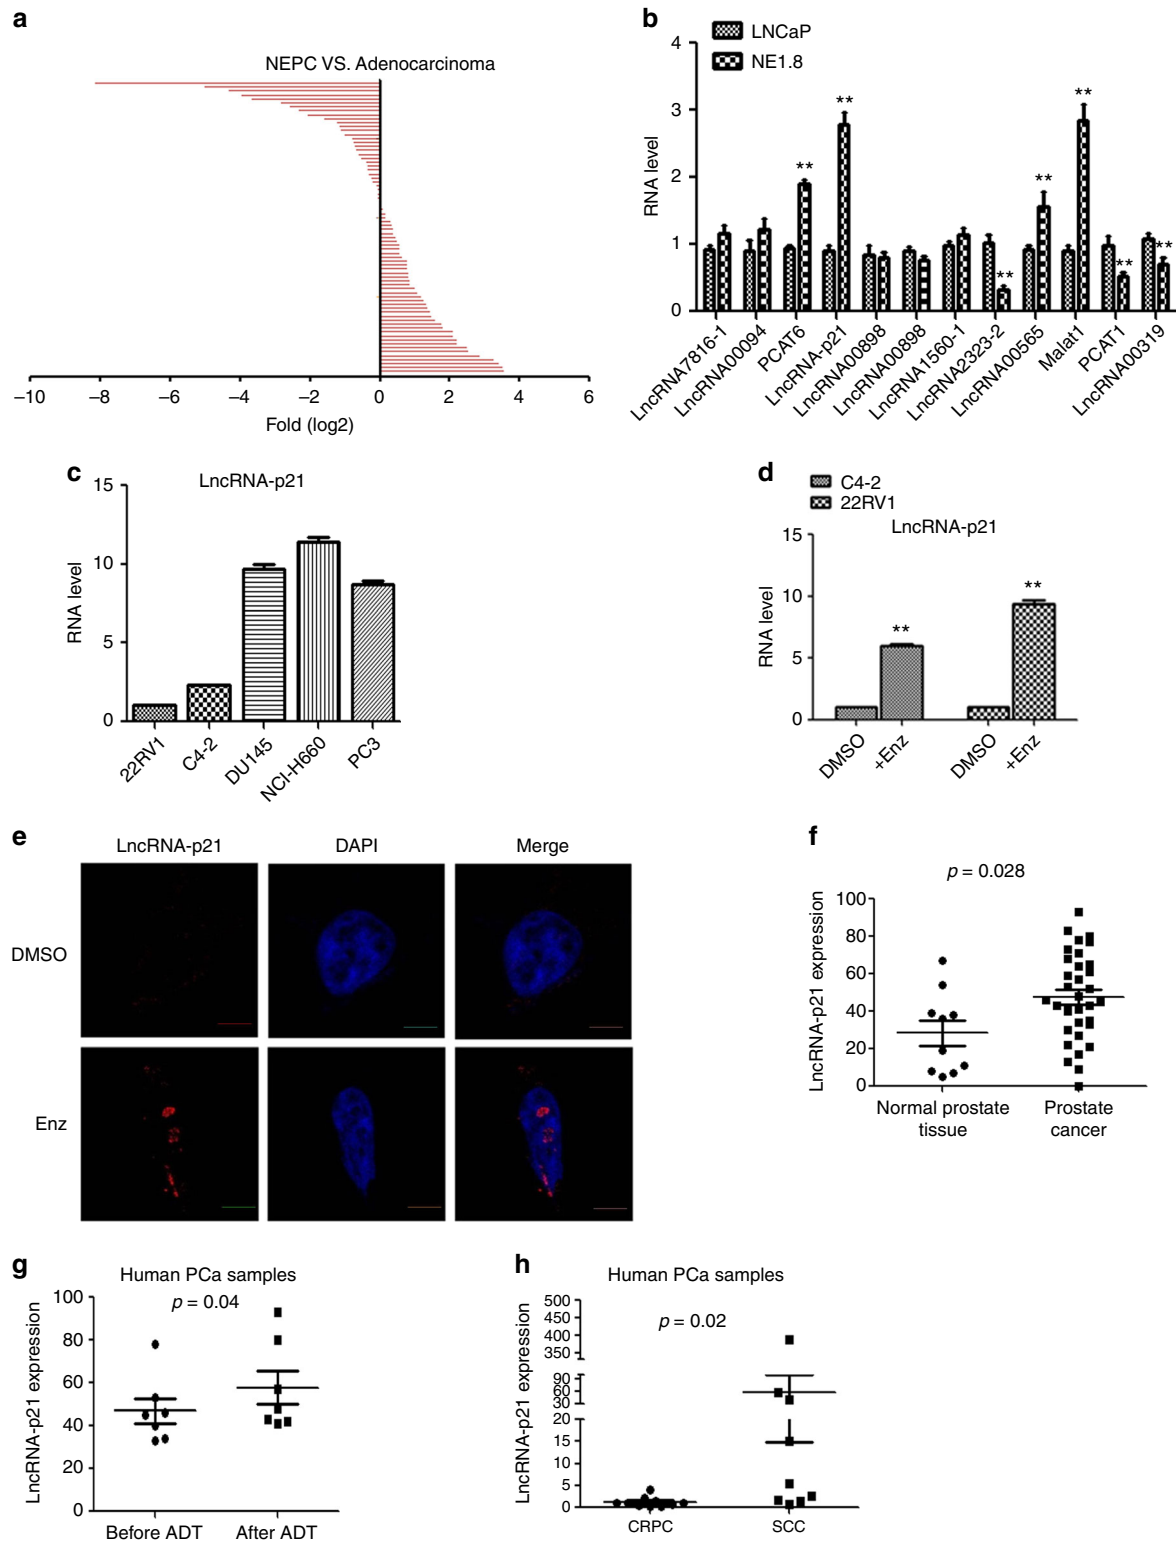 a
NEPC VS. Adenocarcinoma
−10 −8 −6 −4 −2 0 2 4 6
Fold (log2)
b
LNCaP
NE1.8
RNA level
4
3
2
1
0
** ** ** ** ** ** **
LncRNA7816-1
LncRNA00094
PCAT6
LncRNA-p21
LncRNA00898
LncRNA00898
LncRNA1560-1
LncRNA2323-2
LncRNA00565
Malat1
PCAT1
LncRNA00319
c
LncRNA-p21
RNA level
15
10
5
0
22RV1
C4-2
DU145
NCI-H660
PC3
d
C4-2
22RV1
LncRNA-p21
RNA level
15
10
5
0
** **
DMSO
+Enz
DMSO
+Enz
e
LncRNA-p21 DAPI Merge
DMSO
Enz
f
p = 0.028
LncRNA-p21 expression
100
80
60
40
20
0
Normal prostate
tissue
Prostate
cancer
g
Human PCa samples
p = 0.04
LncRNA-p21 expression
100
80
60
40
20
0
Before ADT After ADT
h
Human PCa samples
p = 0.02
LncRNA-p21 expression
500
450
400
350
90
60
30
20
15
10
5
0
CRPC SCC